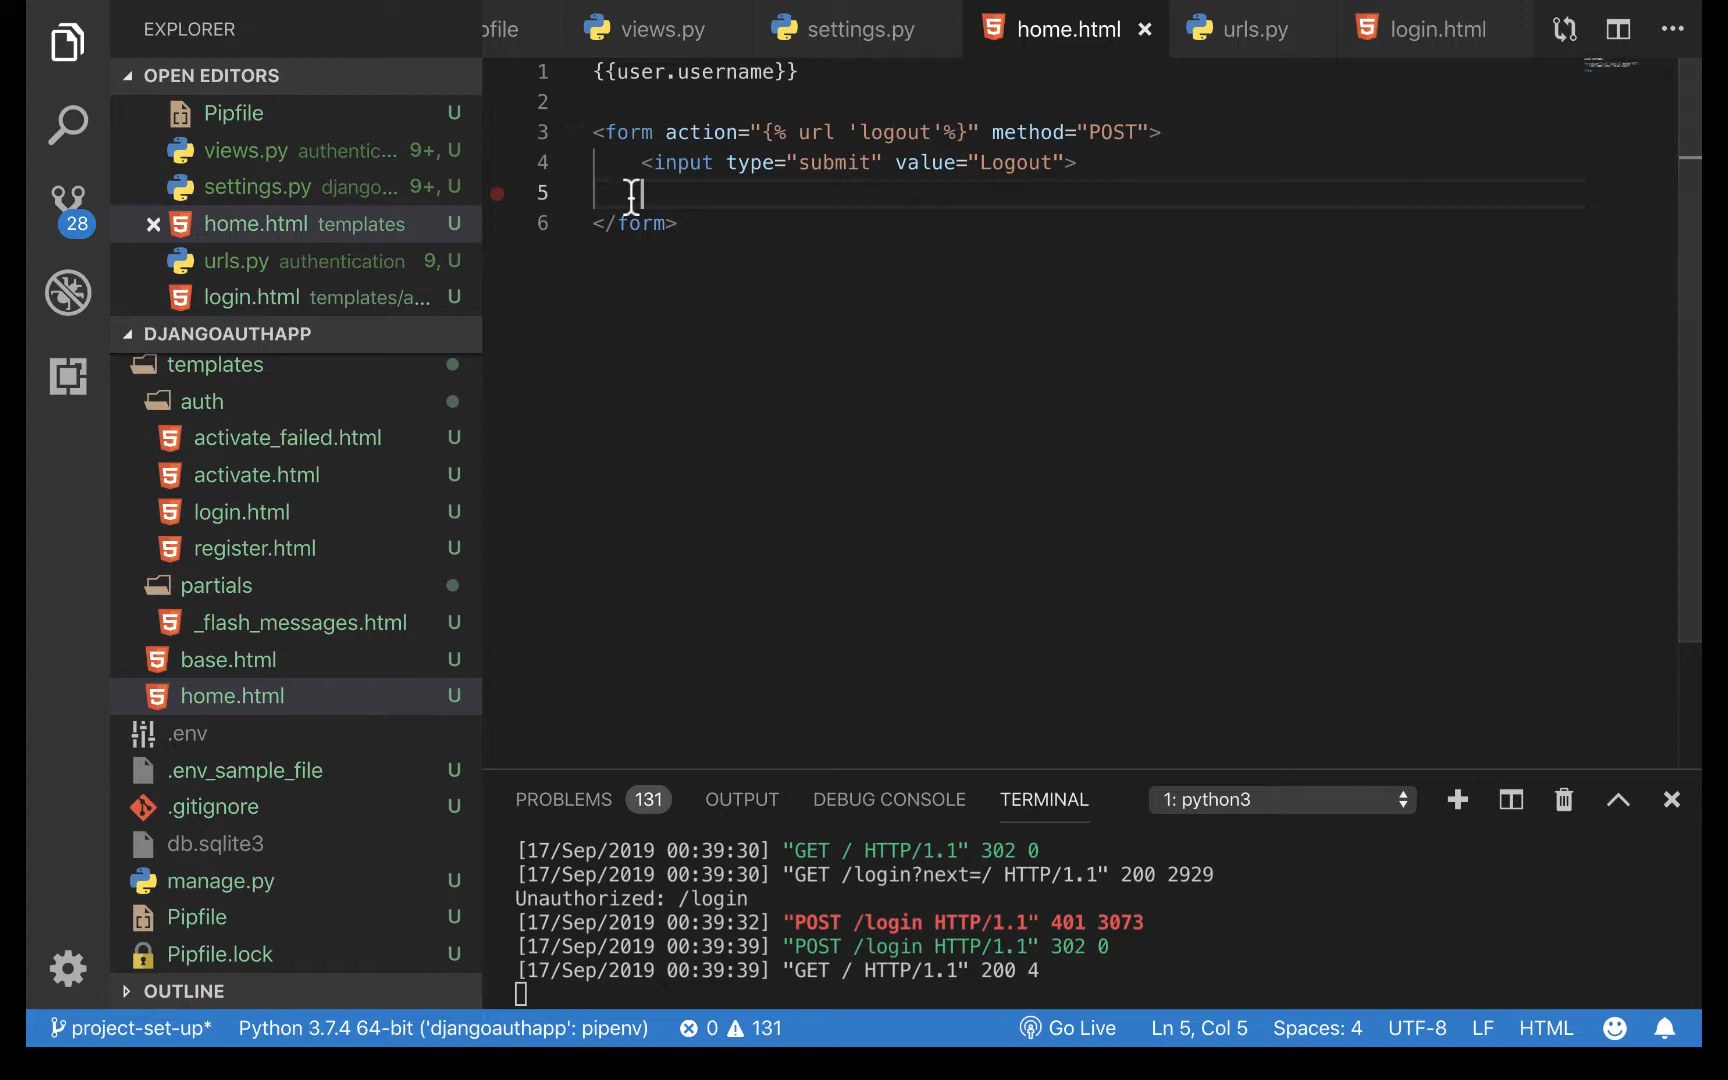 EXPLORER
OPEN EDITORS
Pipfile U
views.py authentic... 9+, U
settings.py django... 9+, U
home.html templates U
urls.py authentication 9, U
login.html templates/a... U
28
DJANGOAUTHAPP
templates
auth
activate_failed.html U
activate.html U
login.html U
register.html U
partials
_flash_messages.html U
base.html U
home.html U
.env
.env_sample_file U
.gitignore U
db.sqlite3
manage.py U
Pipfile U
Pipfile.lock U
OUTLINE
pfile views.py settings.py home.html urls.py login.html
1 {{user.username}}
2
3 <form action="{% url 'logout'%}" method="POST">
4 <input type="submit" value="Logout">
5
6 </form>
PROBLEMS 131 OUTPUT DEBUG CONSOLE TERMINAL 1: python3
[17/Sep/2019 00:39:30] "GET / HTTP/1.1" 302 0
[17/Sep/2019 00:39:30] "GET /login?next=/ HTTP/1.1" 200 2929
Unauthorized: /login
[17/Sep/2019 00:39:32] "POST /login HTTP/1.1" 401 3073
[17/Sep/2019 00:39:39] "POST /login HTTP/1.1" 302 0
[17/Sep/2019 00:39:39] "GET / HTTP/1.1" 200 4
project-set-up* Python 3.7.4 64-bit ('djangoauthapp': pipenv) 0 131 Go Live Ln 5, Col 5 Spaces: 4 UTF-8 LF HTML